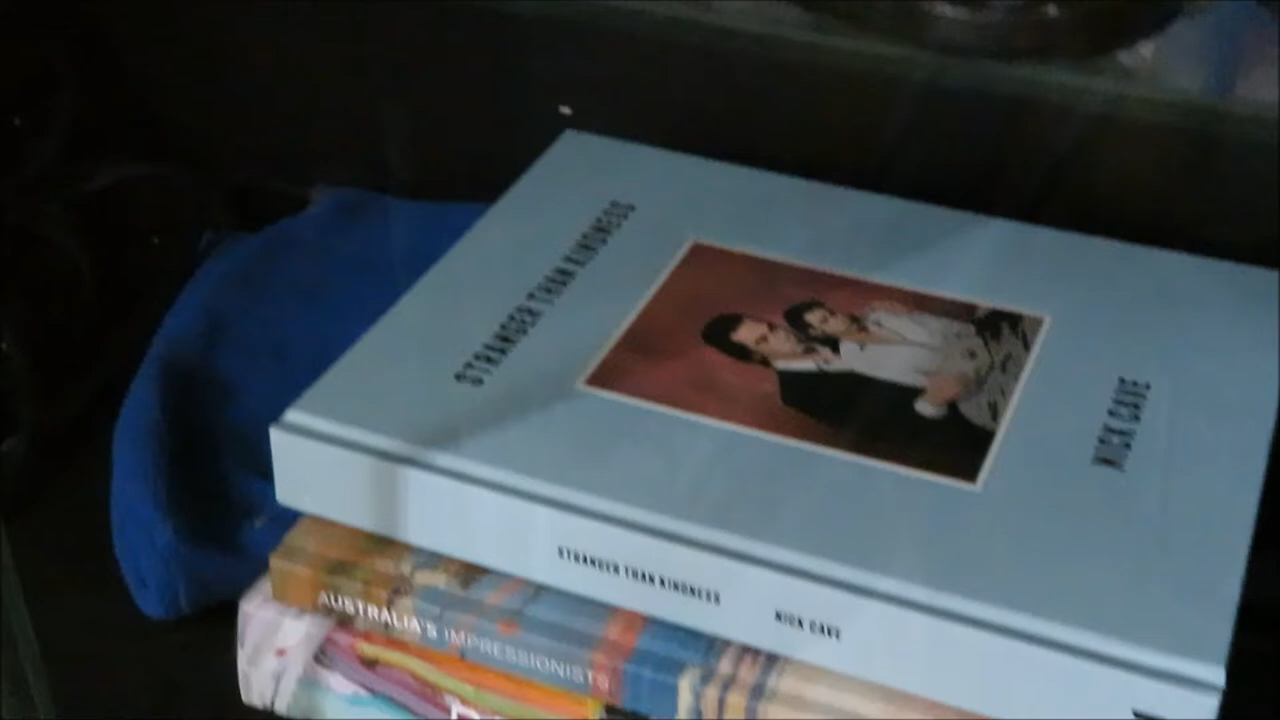 STRANGER THAN KINDNESS
NICK CAVE
STRANGER THAN KINDNESS
NICK CAVE
AUSTRALIA'S IMPRESSIONISTS